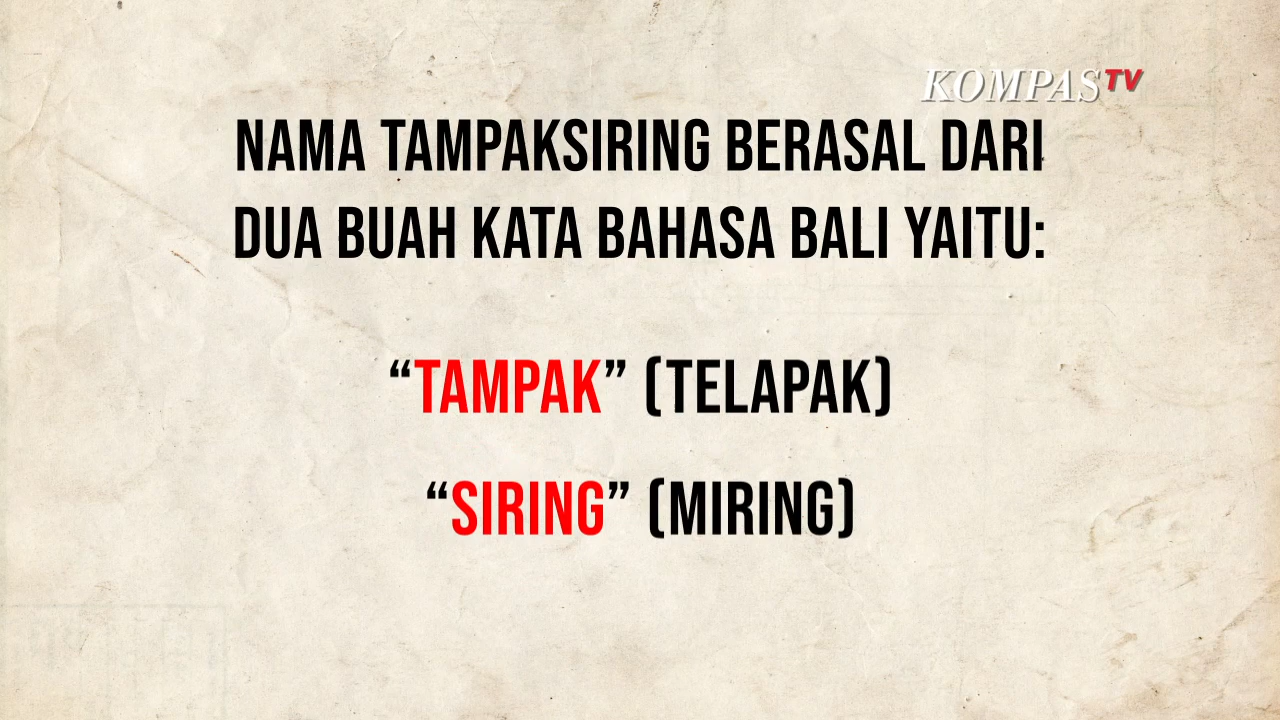 KOMPASTV
NAMA TAMPAKSIRING BERASAL DARI
DUA BUAH KATA BAHASA BALI YAITU:
“TAMPAK” (TELAPAK)
“SIRING” (MIRING)